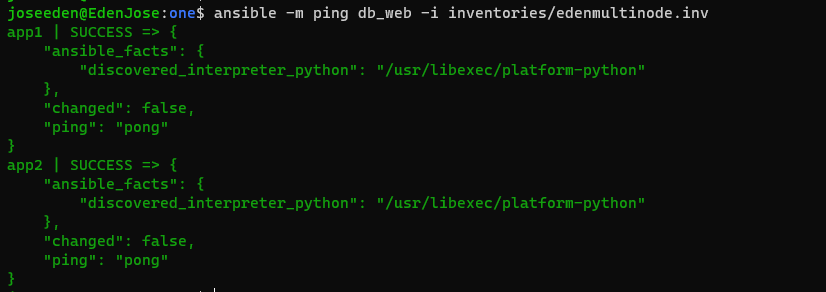 joseeden@EdenJose:one$ ansible -m ping db_web -i inventories/edenmultinode.inv
app1 | SUCCESS => {
    "ansible_facts": {
        "discovered_interpreter_python": "/usr/libexec/platform-python"
    },
    "changed": false,
    "ping": "pong"
}
app2 | SUCCESS => {
    "ansible_facts": {
        "discovered_interpreter_python": "/usr/libexec/platform-python"
    },
    "changed": false,
    "ping": "pong"
}